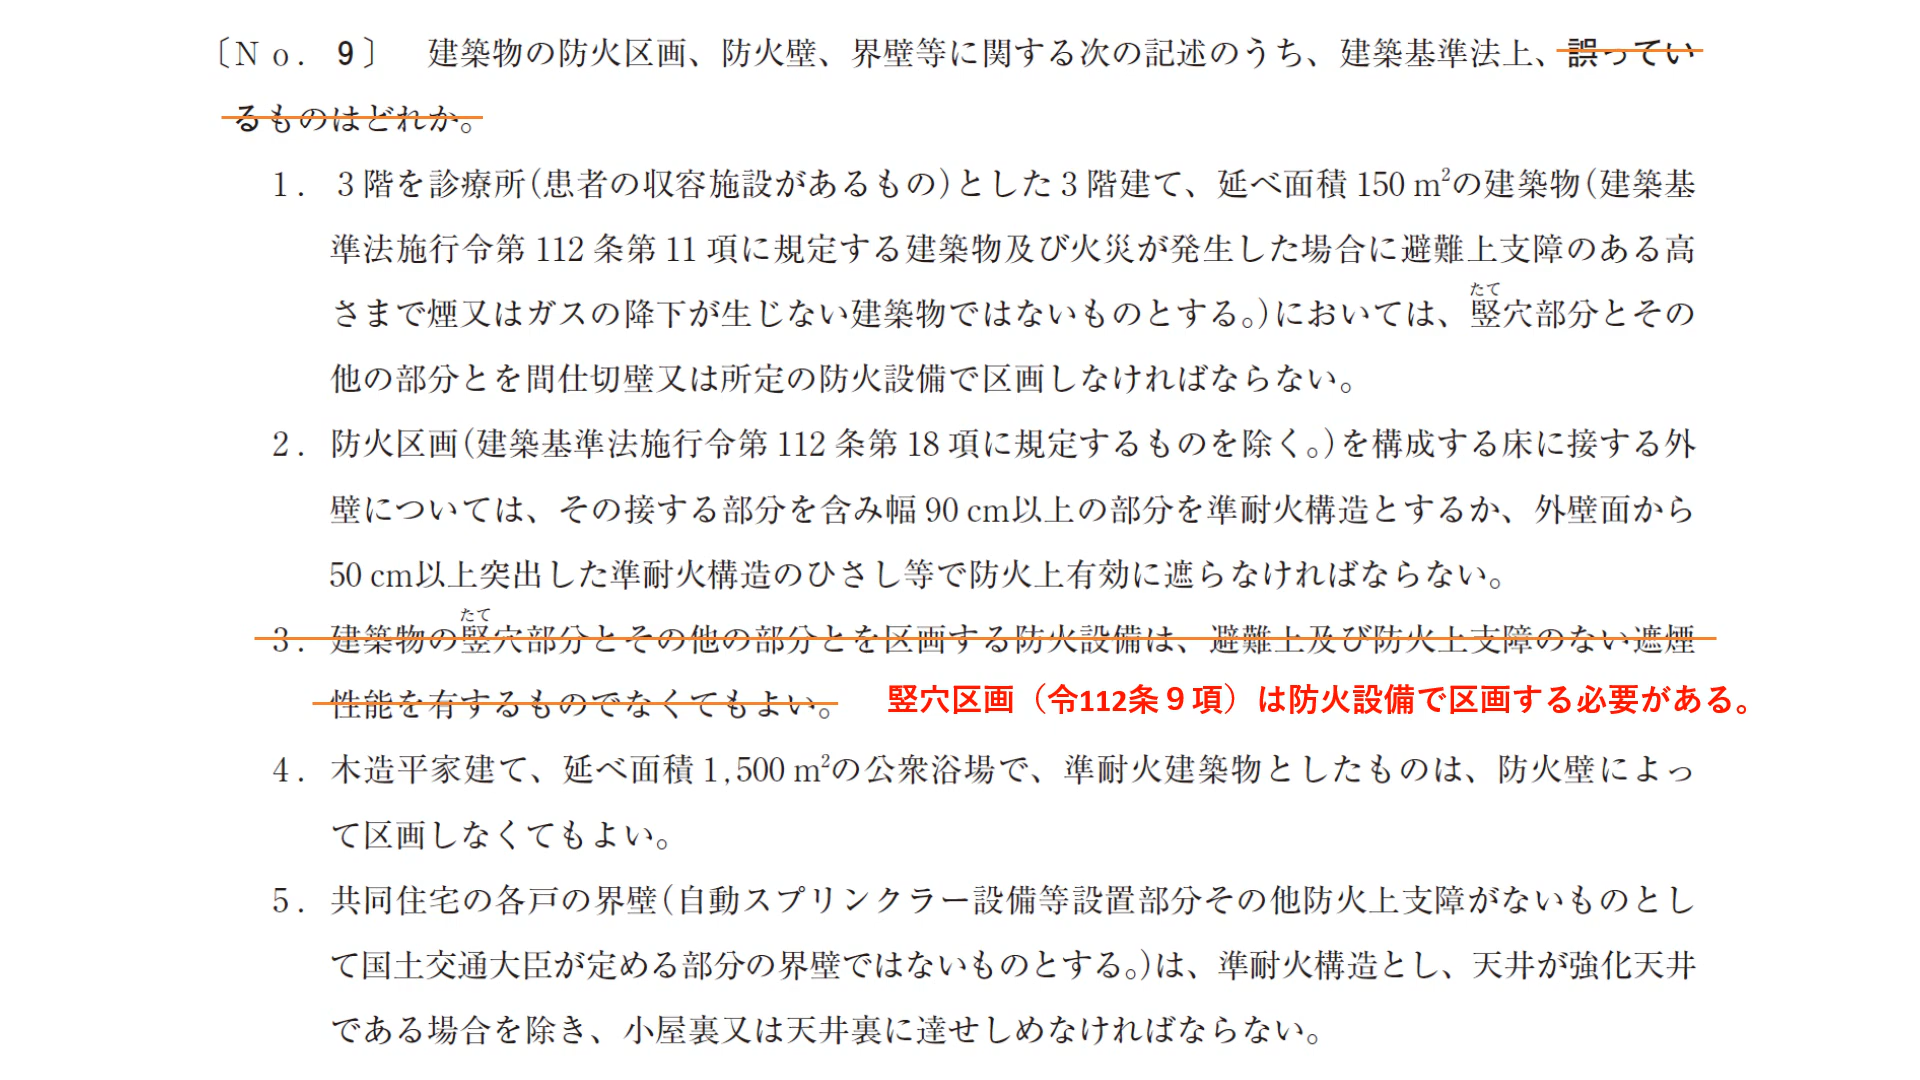 〔No. 9〕 建築物の防火区画、防火壁、界壁等に関する次の記述のうち、建築基準法上、誤ってい
るものはどれか。
1. 3階を診療所(患者の収容施設があるもの)とした3階建て、延べ面積150 m²の建築物(建築基
準法施行令第112条第11項に規定する建築物及び火災が発生した場合に避難上支障のある高
さまで煙又はガスの降下が生じない建築物ではないものとする。)においては、竪穴部分とその
たて
他の部分とを間仕切壁又は所定の防火設備で区画しなければならない。
2. 防火区画(建築基準法施行令第112条第18項に規定するものを除く。)を構成する床に接する外
壁については、その接する部分を含み幅90 cm以上の部分を準耐火構造とするか、外壁面から
50 cm以上突出した準耐火構造のひさし等で防火上有効に遮らなければならない。
たて
3. 建築物の竪穴部分とその他の部分とを区画する防火設備は、避難上及び防火上支障のない遮煙
性能を有するものでなくてもよい。 竪穴区画（令112条９項）は防火設備で区画する必要がある。
4. 木造平家建て、延べ面積1,500 m²の公衆浴場で、準耐火建築物としたものは、防火壁によっ
て区画しなくてもよい。
5. 共同住宅の各戸の界壁(自動スプリンクラー設備等設置部分その他防火上支障がないものとし
て国土交通大臣が定める部分の界壁ではないものとする。)は、準耐火構造とし、天井が強化天井
である場合を除き、小屋裏又は天井裏に達せしめなければならない。